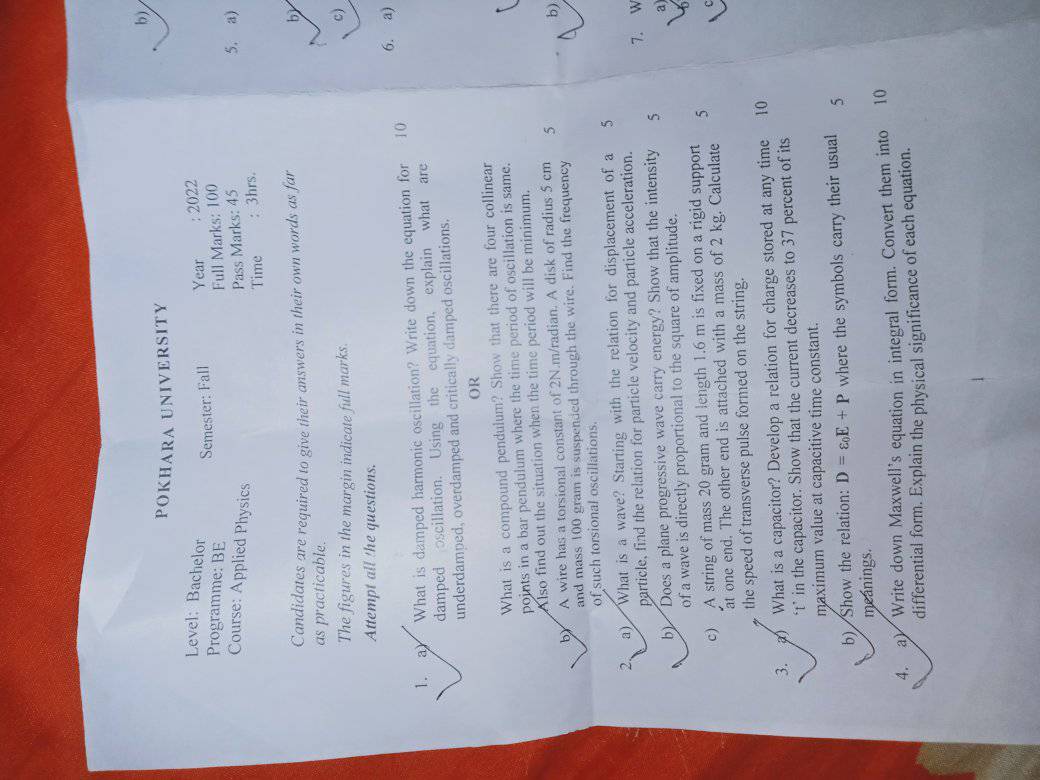 POKHARA UNIVERSITY
Level: Bachelor Semester: Fall Year : 2022
Programme: BE Full Marks: 100
Course: Applied Physics Pass Marks: 45
Time : 3hrs.
Candidates are required to give their answers in their own words as far
as practicable.
The figures in the margin indicate full marks.
Attempt all the questions.
1. a) What is damped harmonic oscillation? Write down the equation for 10
damped oscillation. Using the equation, explain what are
underdamped, overdamped and critically damped oscillations.
OR
What is a compound pendulum? Show that there are four collinear
points in a bar pendulum where the time period of oscillation is same.
Also find out the situation when the time period will be minimum.
b) A wire has a torsional constant of 2N.m/radian. A disk of radius 5 cm 5
and mass 100 gram is suspended through the wire. Find the frequency
of such torsional oscillations.
2. a) What is a wave? Starting with the relation for displacement of a 5
particle, find the relation for particle velocity and particle acceleration.
b) Does a plane progressive wave carry energy? Show that the intensity 5
of a wave is directly proportional to the square of amplitude.
c) A string of mass 20 gram and length 1.6 m is fixed on a rigid support 5
at one end. The other end is attached with a mass of 2 kg. Calculate
the speed of transverse pulse formed on the string.
3. a) What is a capacitor? Develop a relation for charge stored at any time 10
't' in the capacitor. Show that the current decreases to 37 percent of its
maximum value at capacitive time constant.
b) Show the relation: D = ε₀E + P where the symbols carry their usual 5
meanings.
4. a) Write down Maxwell's equation in integral form. Convert them into 10
differential form. Explain the physical significance of each equation.
1
b)
5. a)
b)
c)
6. a)
b)
7. W
a)
b)
c